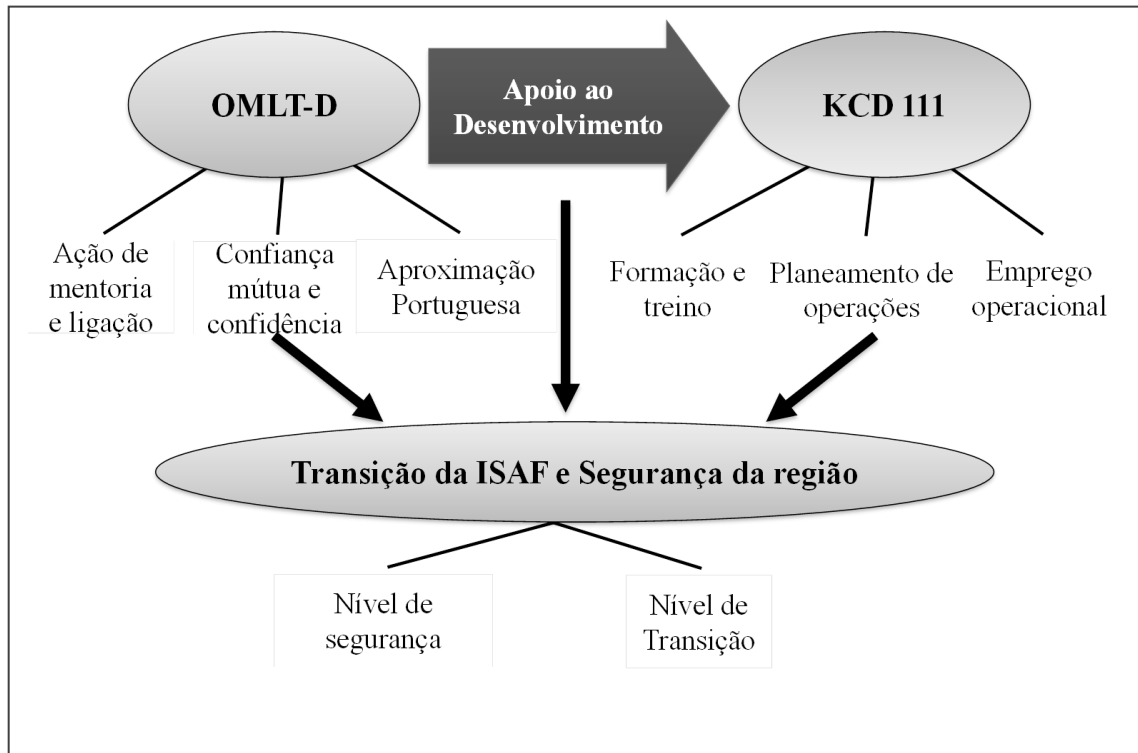 OMLT-D
Apoio ao
Desenvolvimento
KCD 111
Ação de
mentoria
e ligação
Confiança
mútua e
confidência
Aproximação
Portuguesa
Formação e
treino
Planeamento de
operações
Emprego
operacional
Transição da ISAF e Segurança da região
Nível de
segurança
Nível de
Transição